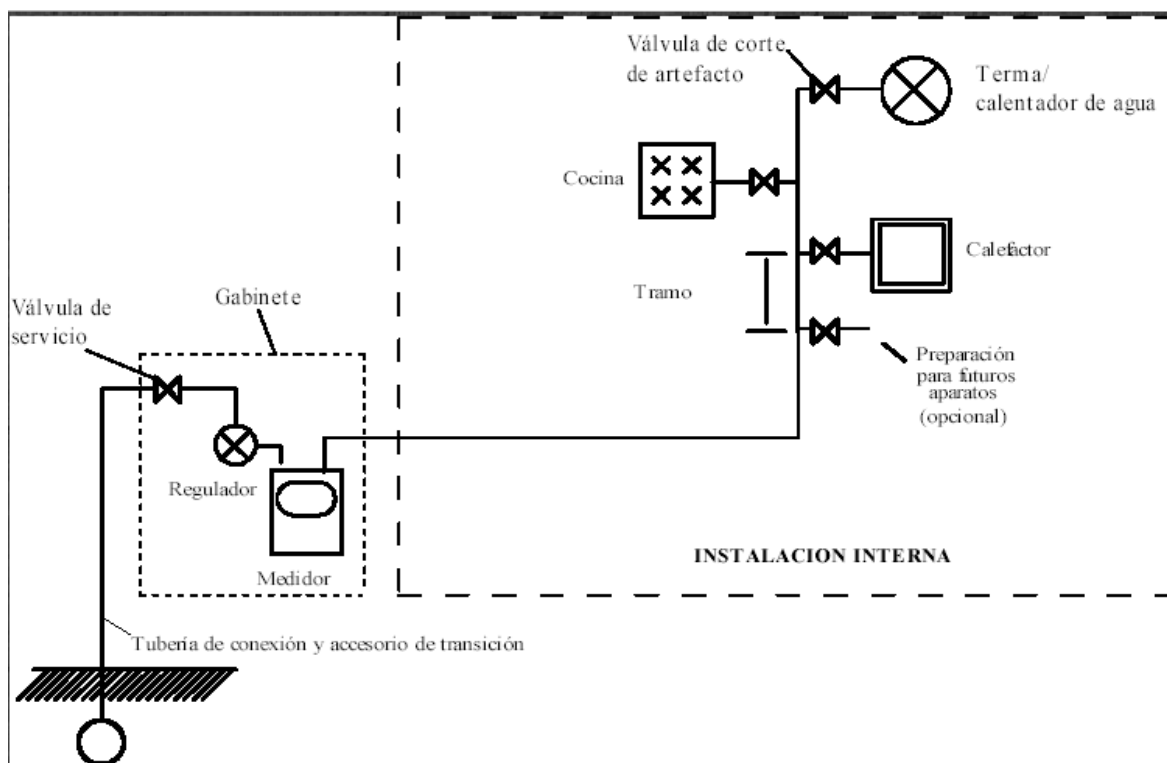 Válvula de corte
de artefacto
Terma/
calentador de agua
Cocina
Calefactor
Tramo
Gabinete
Válvula de
servicio
Preparación
para futuros
aparatos
(opcional)
Regulador
Medidor
INSTALACION INTERNA
Tubería de conexión y accesorio de transición